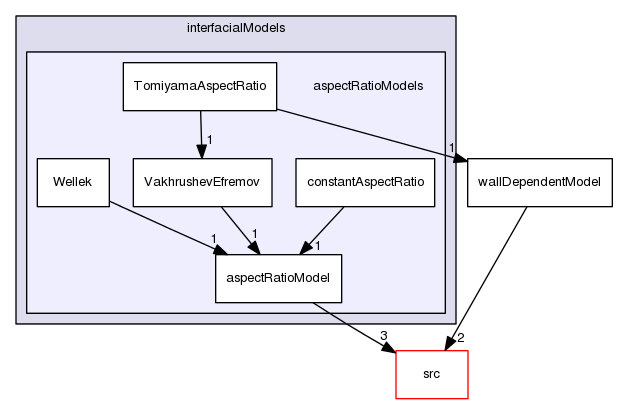 interfacialModels
TomiyamaAspectRatio
aspectRatioModels
1
1
Wellek
VakhrushevEfremov
constantAspectRatio
wallDependentModel
1
1
1
aspectRatioModel
3
2
src